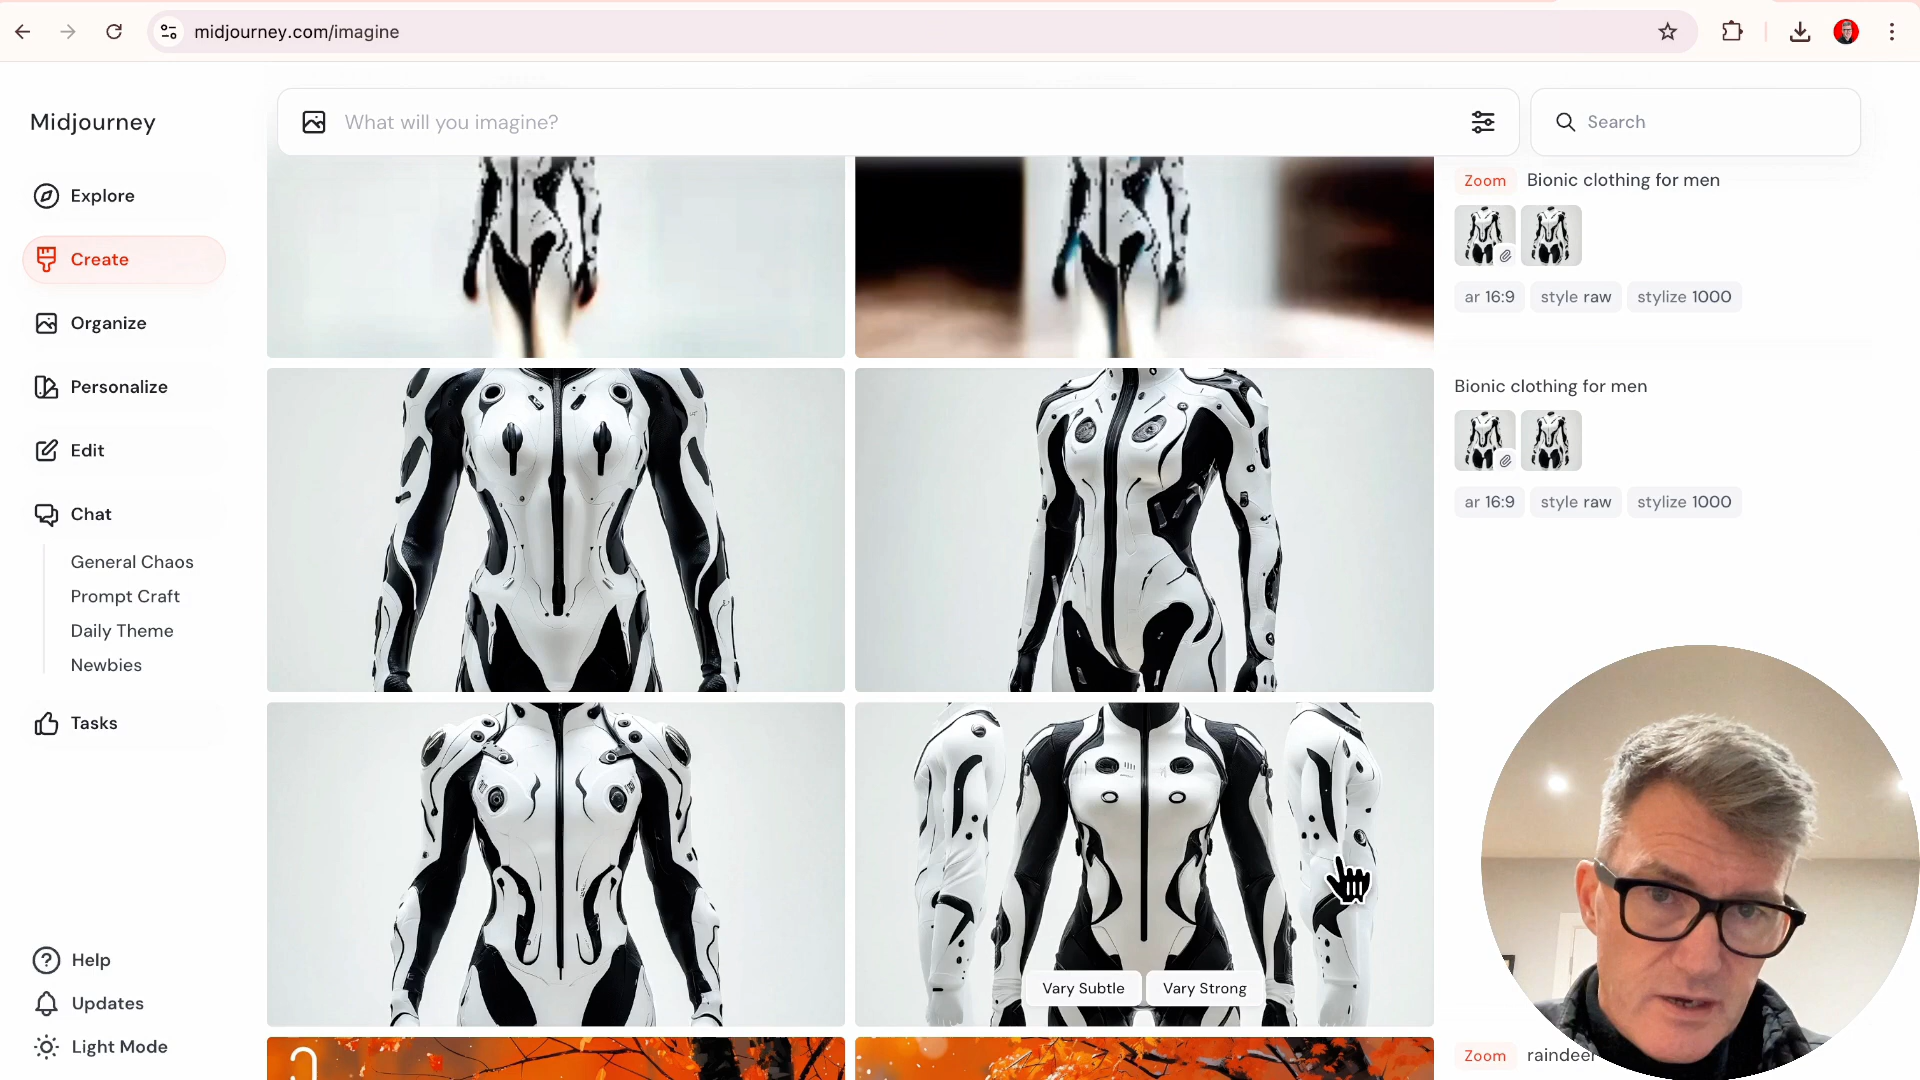 midjourney.com/imagine
Midjourney
What will you imagine?
Search
Explore
Create
Organize
Personalize
Edit
Chat
General Chaos
Prompt Craft
Daily Theme
Newbies
Tasks
Help
Updates
Light Mode
Zoom Bionic clothing for men
ar 16:9 style raw stylize 1000
Bionic clothing for men
ar 16:9 style raw stylize 1000
Vary Subtle Vary Strong
Zoom raindeer